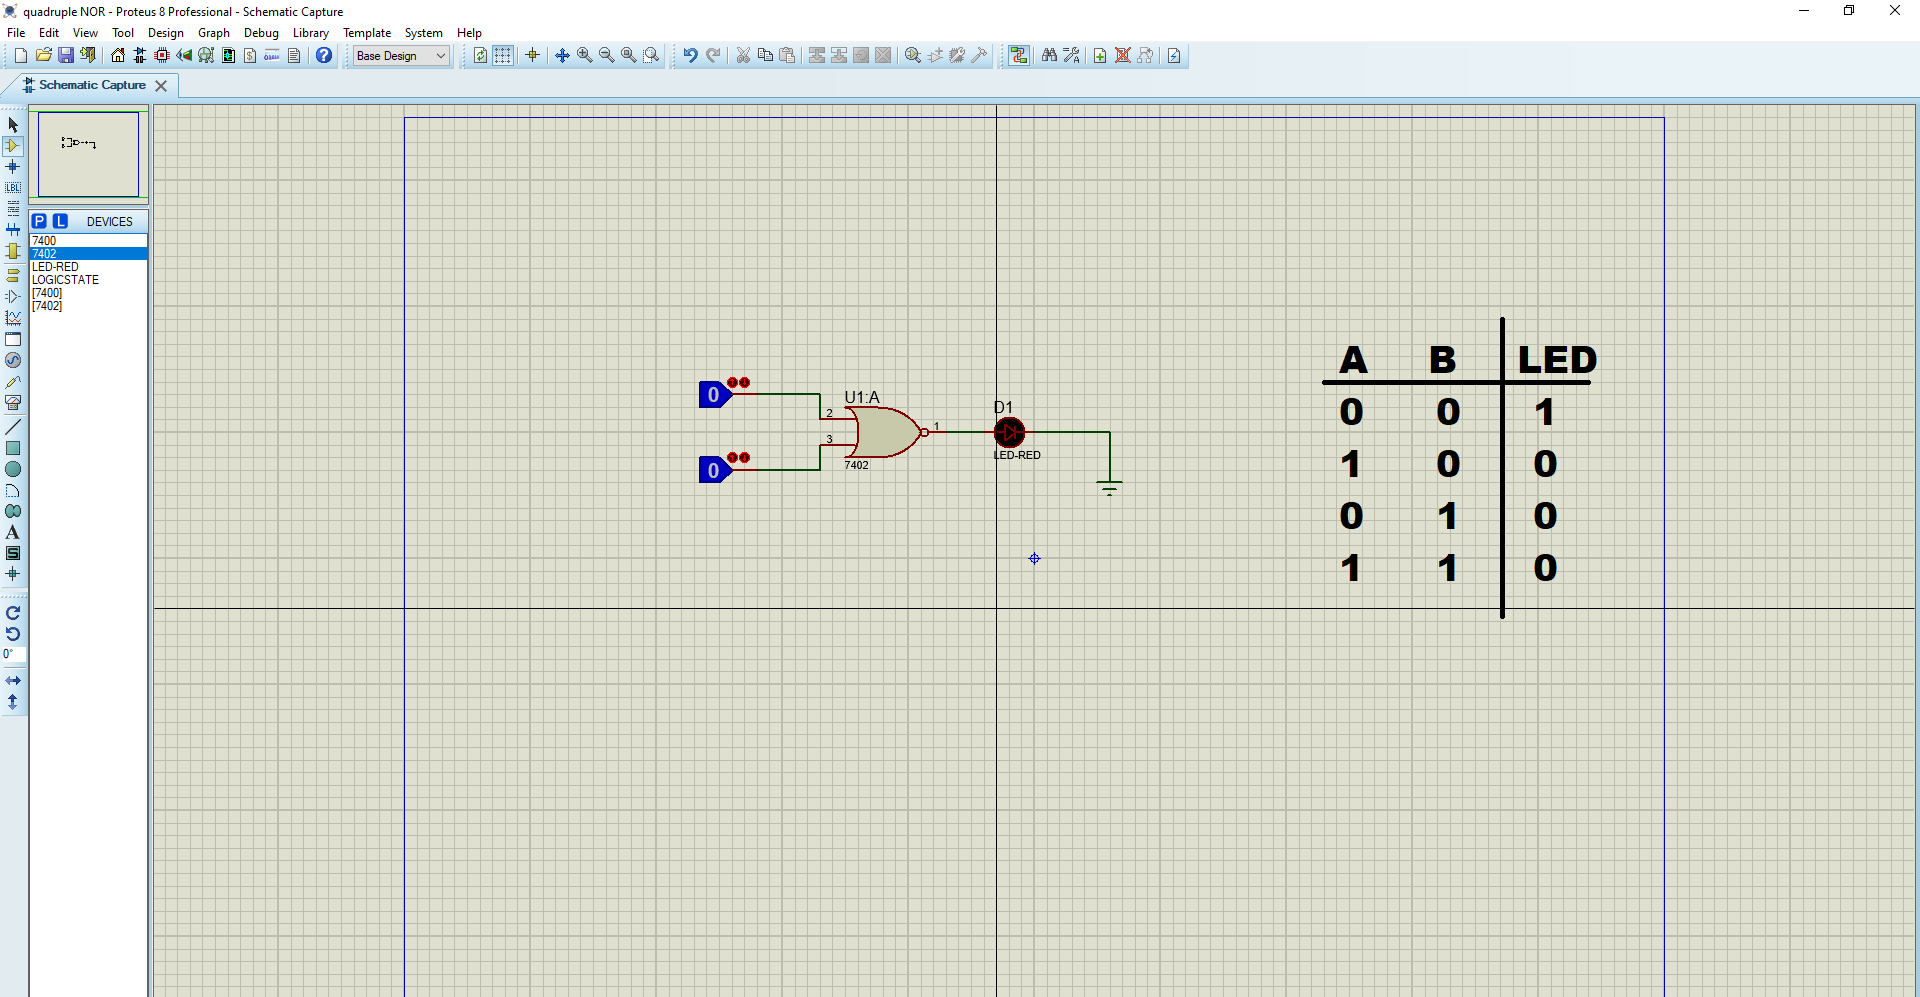 quadruple NOR - Proteus 8 Professional - Schematic Capture
File Edit View Tool Design Graph Debug Library Template System Help
Base Design
Schematic Capture
P L DEVICES
7400
7402
LED-RED
LOGICSTATE
[7400]
[7402]
LBL
A
S
0°
0
0
U1:A
2
3
1
7402
D1
LED-RED
A B LED
0 0 1
1 0 0
0 1 0
1 1 0